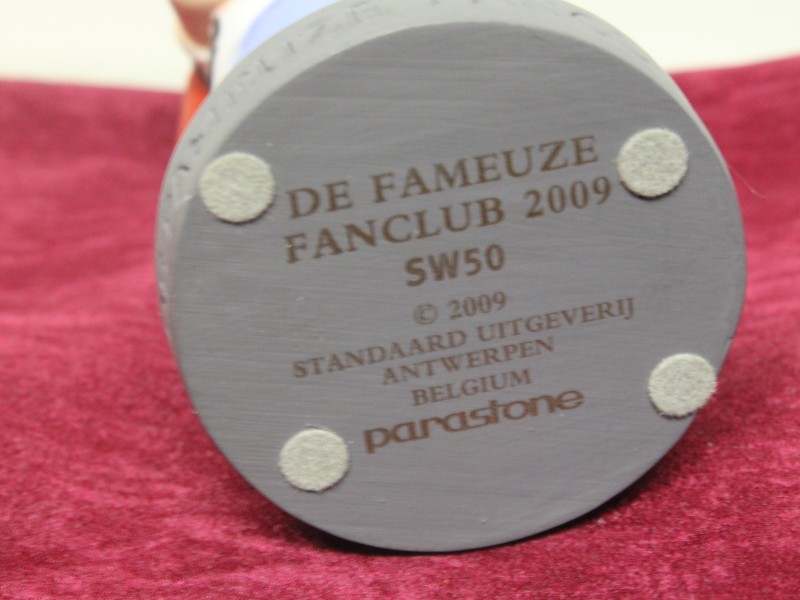 DE FAMEUZE
FANCLUB 2009
SW50
© 2009
STANDAARD UITGEVERIJ
ANTWERPEN
BELGIUM
parastone